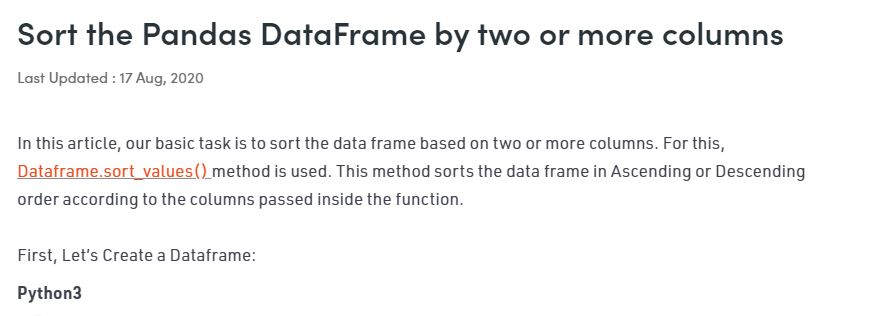 Sort the Pandas DataFrame by two or more columns
Last Updated : 17 Aug, 2020
In this article, our basic task is to sort the data frame based on two or more columns. For this,
Dataframe.sort_values() method is used. This method sorts the data frame in Ascending or Descending
order according to the columns passed inside the function.
First, Let's Create a Dataframe:
Python3